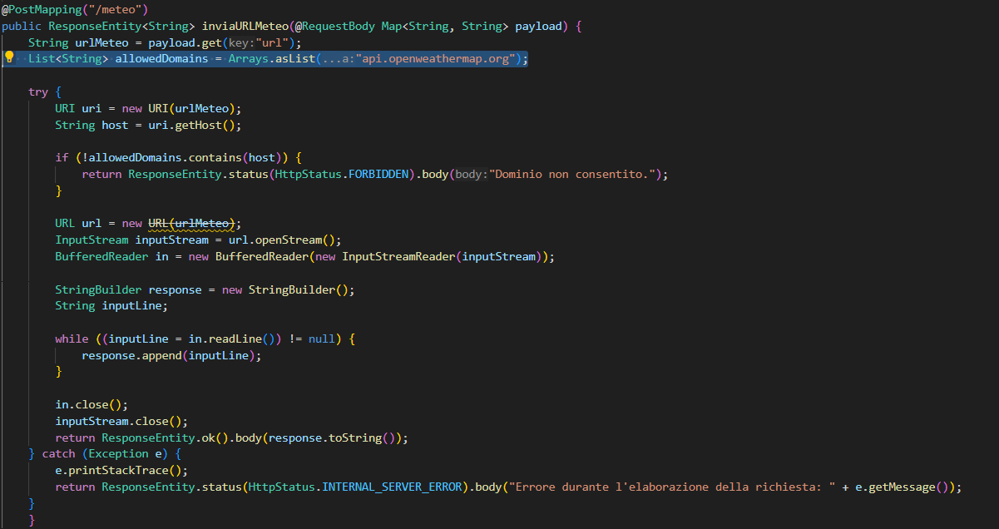 @PostMapping("/meteo")
public ResponseEntity<String> inviaURLMeteo(@RequestBody Map<String, String> payload) {
String urlMeteo = payload.get(key:"url");
List<String> allowedDomains = Arrays.asList(...a:"api.openweathermap.org");
try {
URI uri = new URI(urlMeteo);
String host = uri.getHost();
if (!allowedDomains.contains(host)) {
return ResponseEntity.status(HttpStatus.FORBIDDEN).body(body:"Dominio non consentito.");
}
URL url = new URL(urlMeteo);
InputStream inputStream = url.openStream();
BufferedReader in = new BufferedReader(new InputStreamReader(inputStream));
StringBuilder response = new StringBuilder();
String inputLine;
while ((inputLine = in.readLine()) != null) {
response.append(inputLine);
}
in.close();
inputStream.close();
return ResponseEntity.ok().body(response.toString());
} catch (Exception e) {
e.printStackTrace();
return ResponseEntity.status(HttpStatus.INTERNAL_SERVER_ERROR).body("Errore durante l'elaborazione della richiesta: " + e.getMessage());
}
}